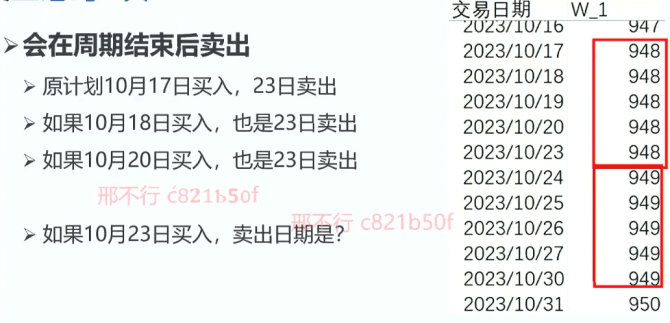 会在周期结束后卖出
原计划10月17日买入，23日卖出
如果10月18日买入，也是23日卖出
如果10月20日买入，也是23日卖出
邢不行 c821b50f
邢不行 c821b50f
如果10月23日买入，卖出日期是?
交易日期 W_1
2023/10/16 947
2023/10/17 948
2023/10/18 948
2023/10/19 948
2023/10/20 948
2023/10/23 948
2023/10/24 949
2023/10/25 949
2023/10/26 949
2023/10/27 949
2023/10/30 949
2023/10/31 950